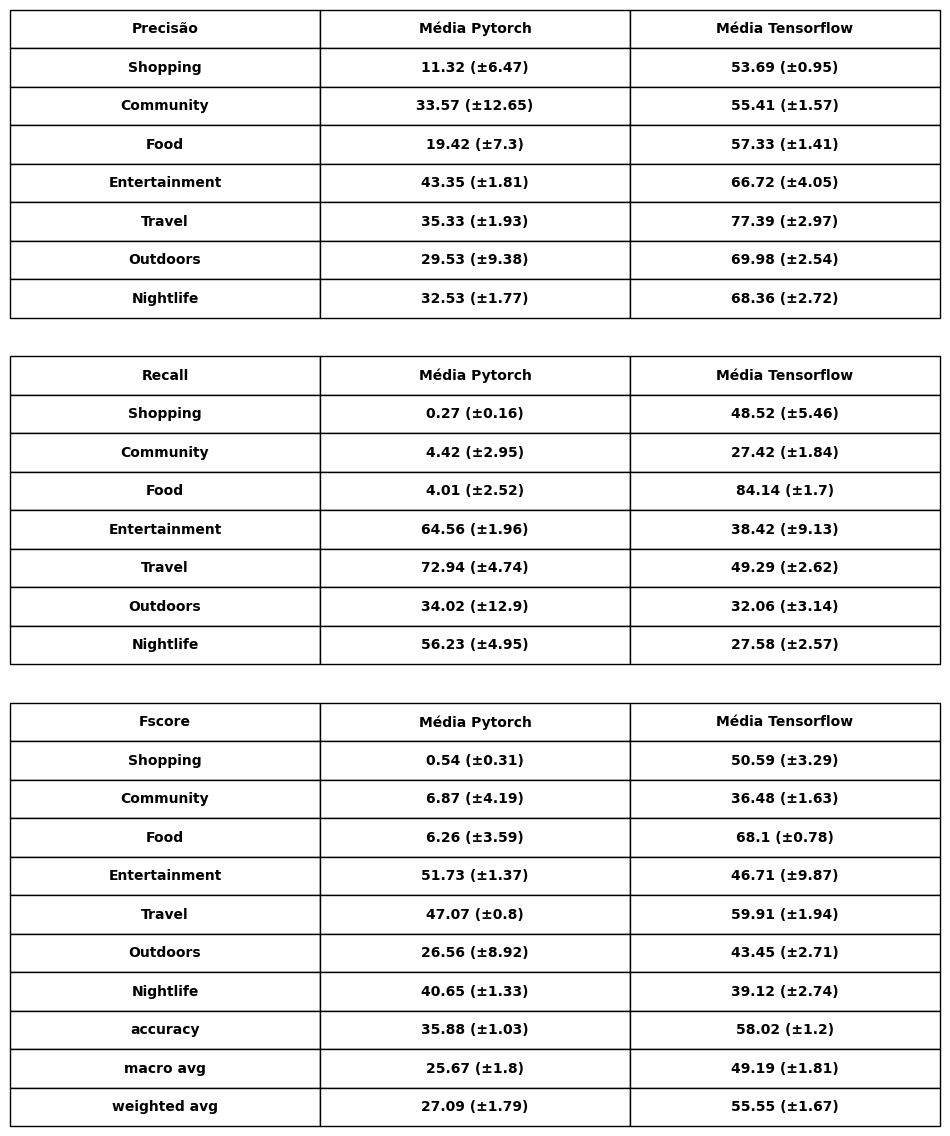 Precisão Média Pytorch Média Tensorflow
Shopping 11.32 (±6.47) 53.69 (±0.95)
Community 33.57 (±12.65) 55.41 (±1.57)
Food 19.42 (±7.3) 57.33 (±1.41)
Entertainment 43.35 (±1.81) 66.72 (±4.05)
Travel 35.33 (±1.93) 77.39 (±2.97)
Outdoors 29.53 (±9.38) 69.98 (±2.54)
Nightlife 32.53 (±1.77) 68.36 (±2.72)
Recall Média Pytorch Média Tensorflow
Shopping 0.27 (±0.16) 48.52 (±5.46)
Community 4.42 (±2.95) 27.42 (±1.84)
Food 4.01 (±2.52) 84.14 (±1.7)
Entertainment 64.56 (±1.96) 38.42 (±9.13)
Travel 72.94 (±4.74) 49.29 (±2.62)
Outdoors 34.02 (±12.9) 32.06 (±3.14)
Nightlife 56.23 (±4.95) 27.58 (±2.57)
Fscore Média Pytorch Média Tensorflow
Shopping 0.54 (±0.31) 50.59 (±3.29)
Community 6.87 (±4.19) 36.48 (±1.63)
Food 6.26 (±3.59) 68.1 (±0.78)
Entertainment 51.73 (±1.37) 46.71 (±9.87)
Travel 47.07 (±0.8) 59.91 (±1.94)
Outdoors 26.56 (±8.92) 43.45 (±2.71)
Nightlife 40.65 (±1.33) 39.12 (±2.74)
accuracy 35.88 (±1.03) 58.02 (±1.2)
macro avg 25.67 (±1.8) 49.19 (±1.81)
weighted avg 27.09 (±1.79) 55.55 (±1.67)